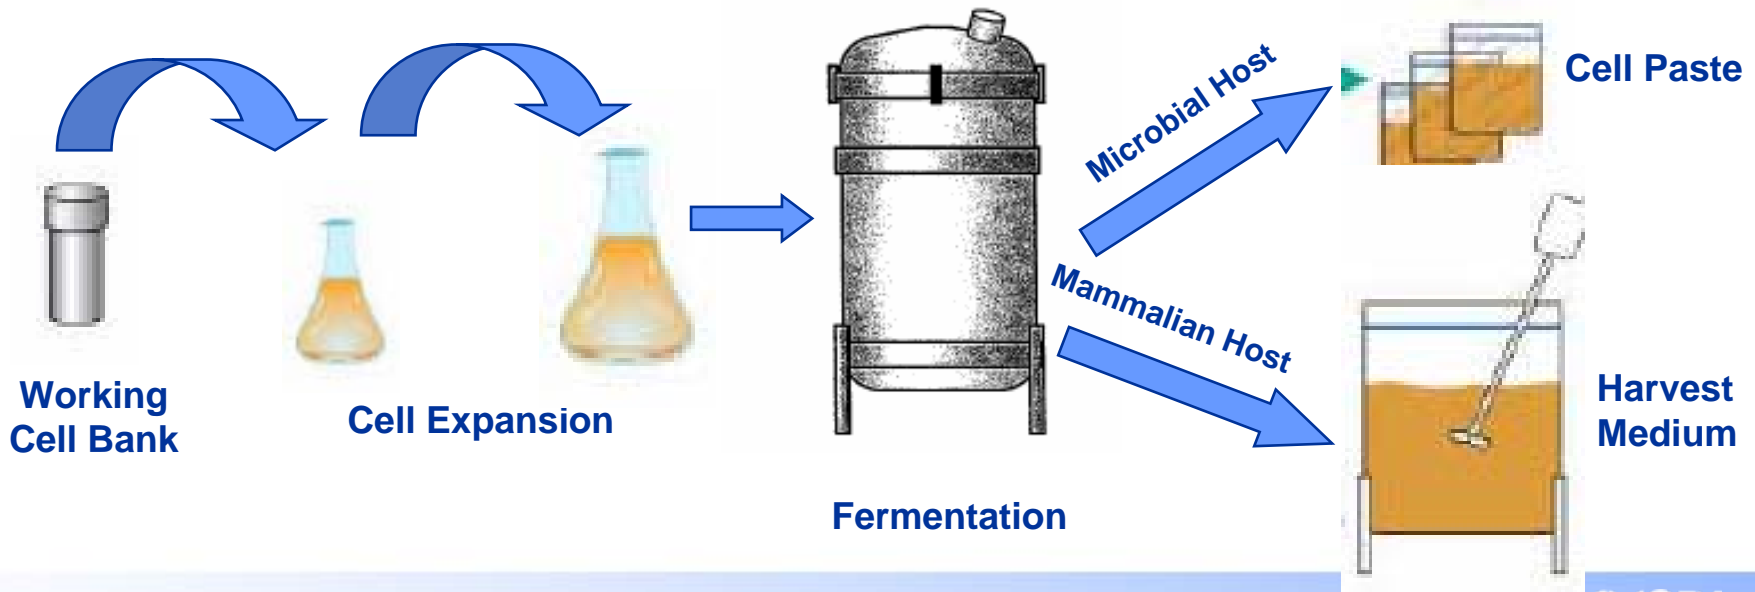 Working
Cell Bank
Cell Expansion
Fermentation
Microbial Host
Mammalian Host
Cell Paste
Harvest
Medium